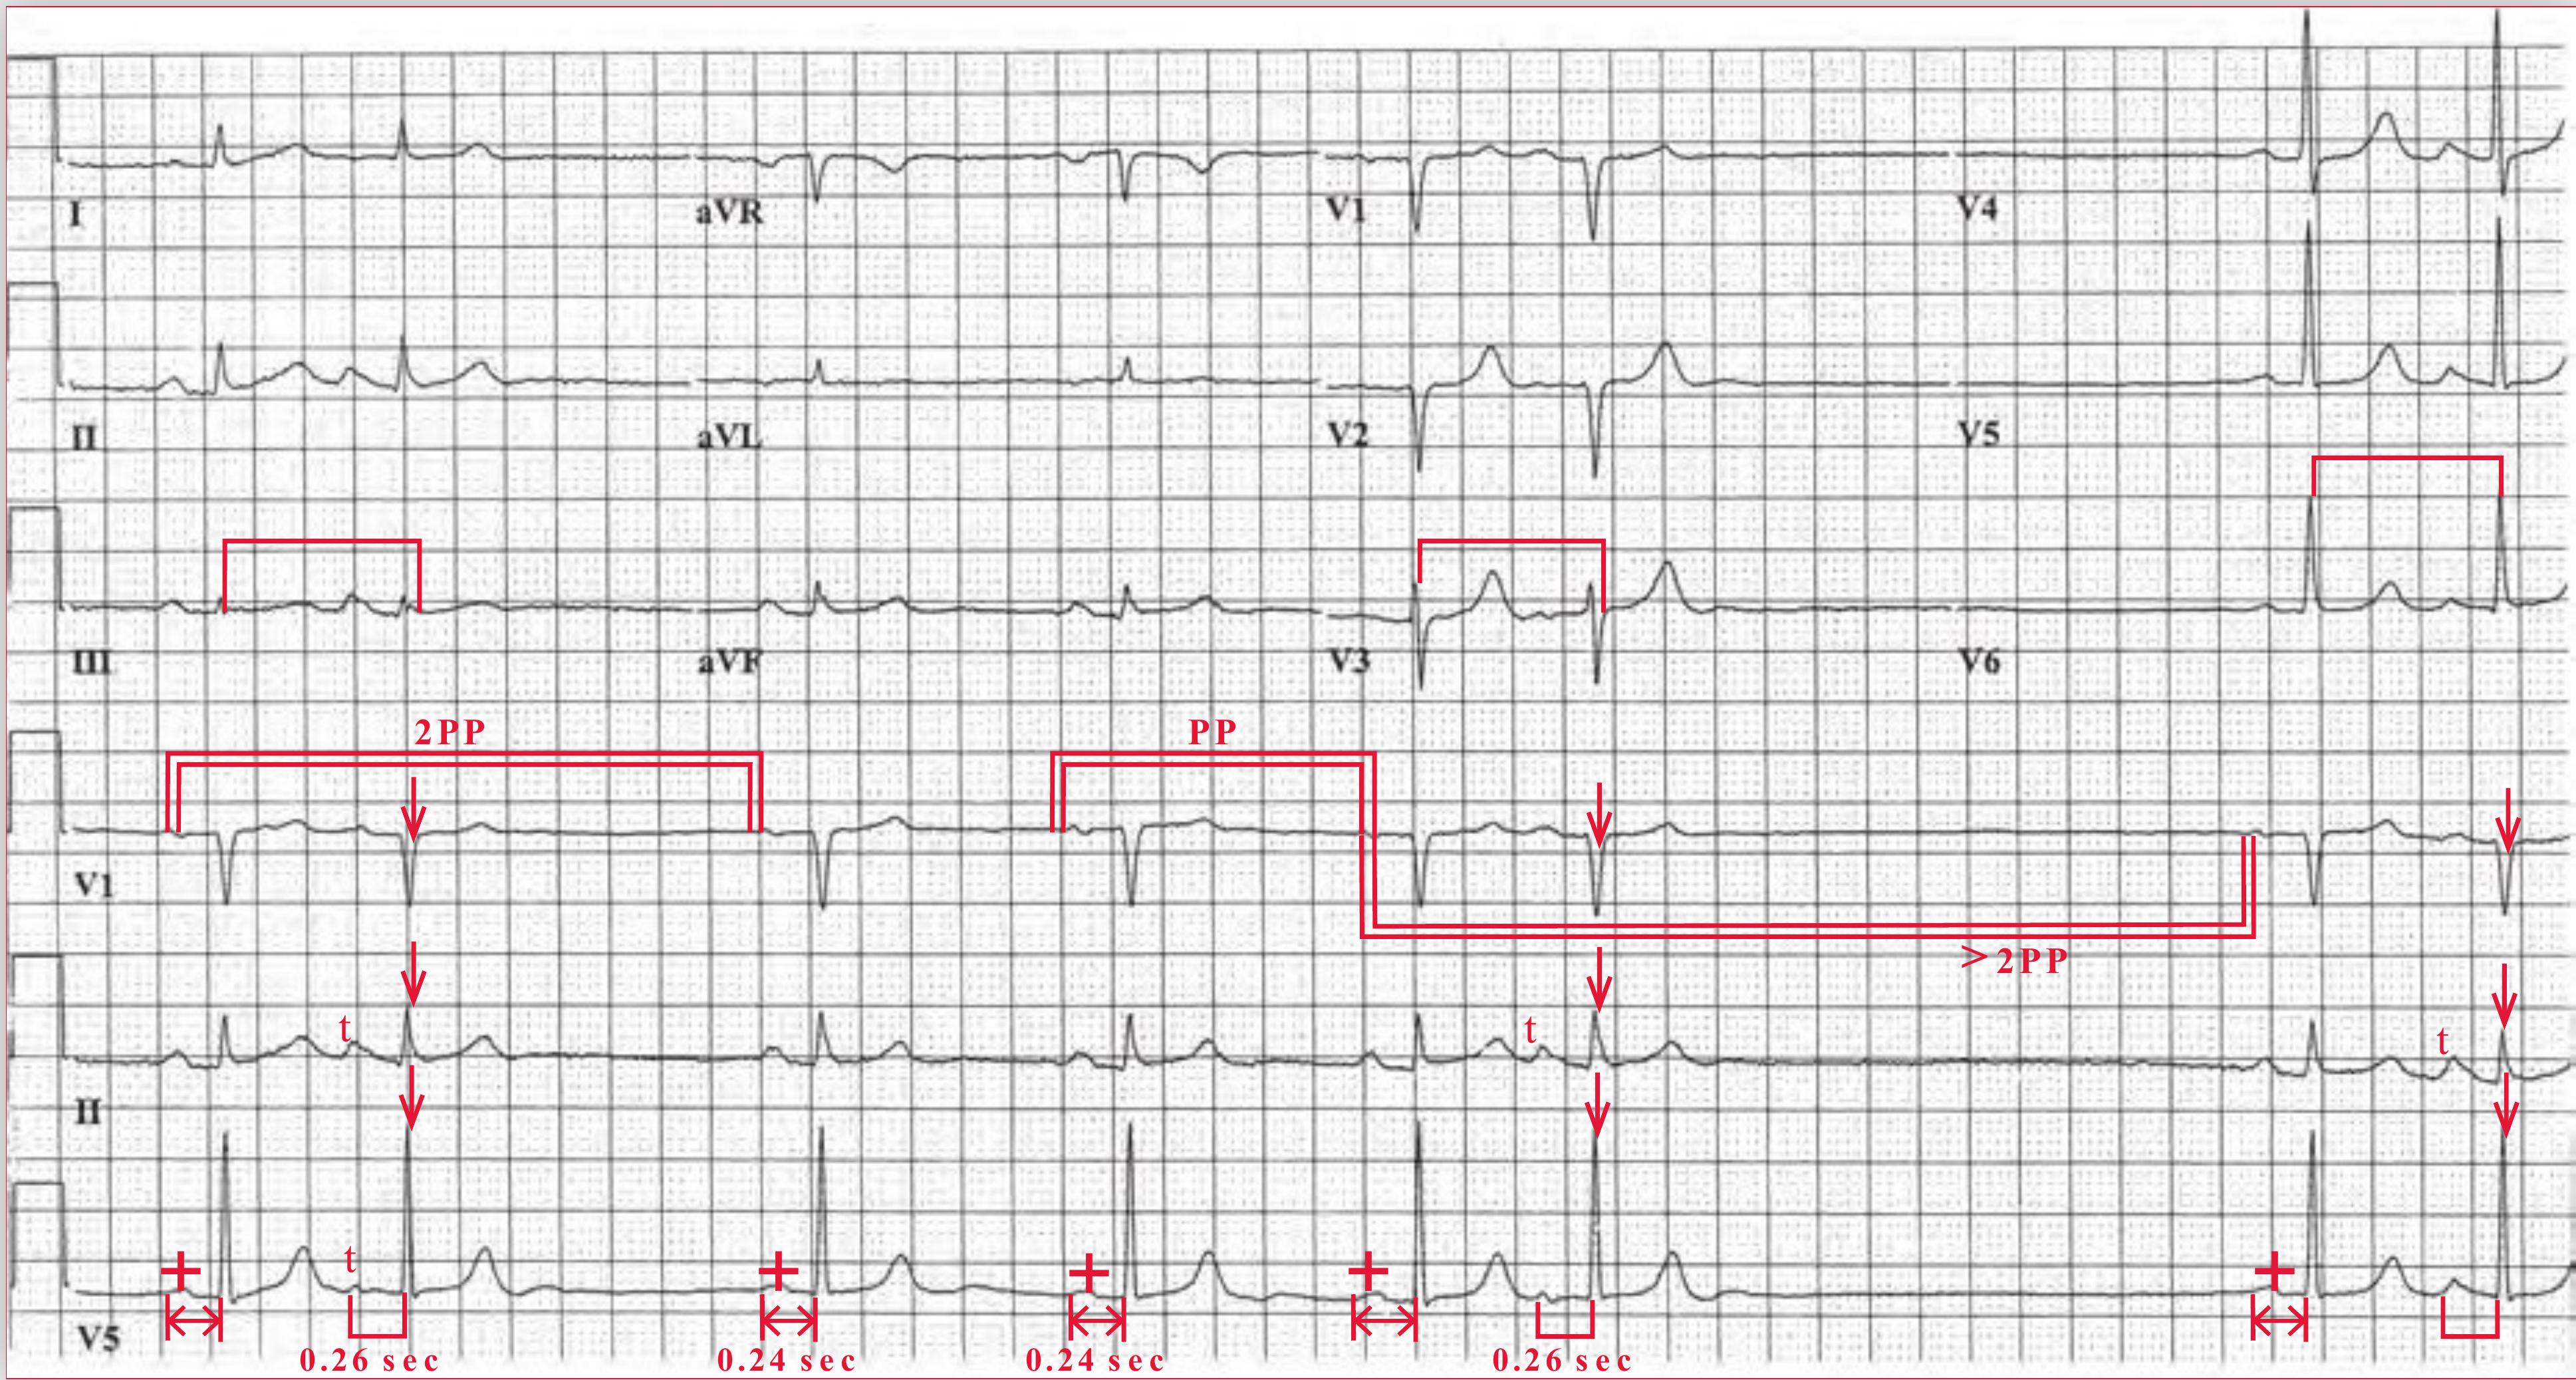 I aVR V1 V4
II aVL V2 V5
III aVF V3 V6
2PP PP
V1
> 2PP
t t t
II
t
V5
0.26 sec 0.24 sec 0.24 sec 0.26 sec